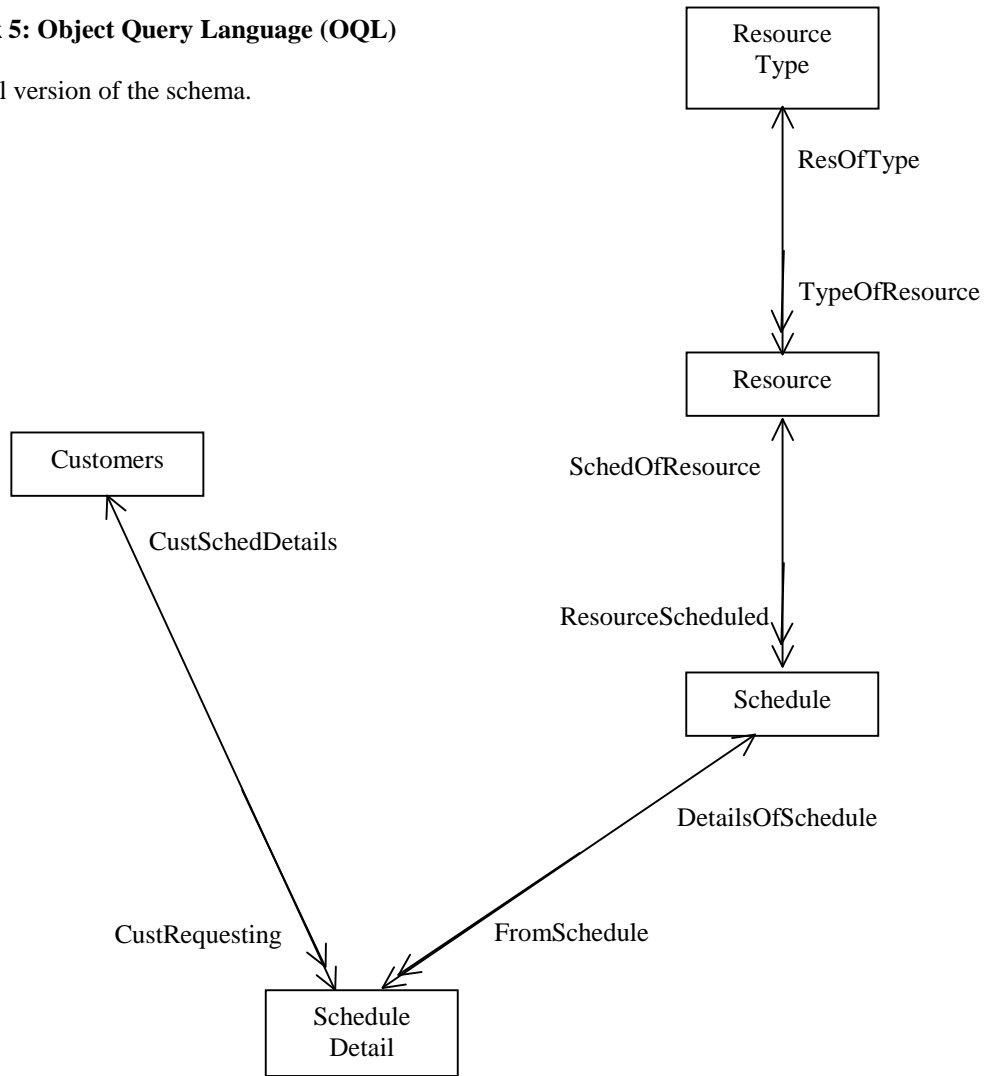 5: Object Query Language (OQL)
version of the schema.
Resource
Type
ResOfType
TypeOfResource
Resource
Customers
SchedOfResource
CustSchedDetails
ResourceScheduled
Schedule
DetailsOfSchedule
CustRequesting
FromSchedule
Schedule
Detail